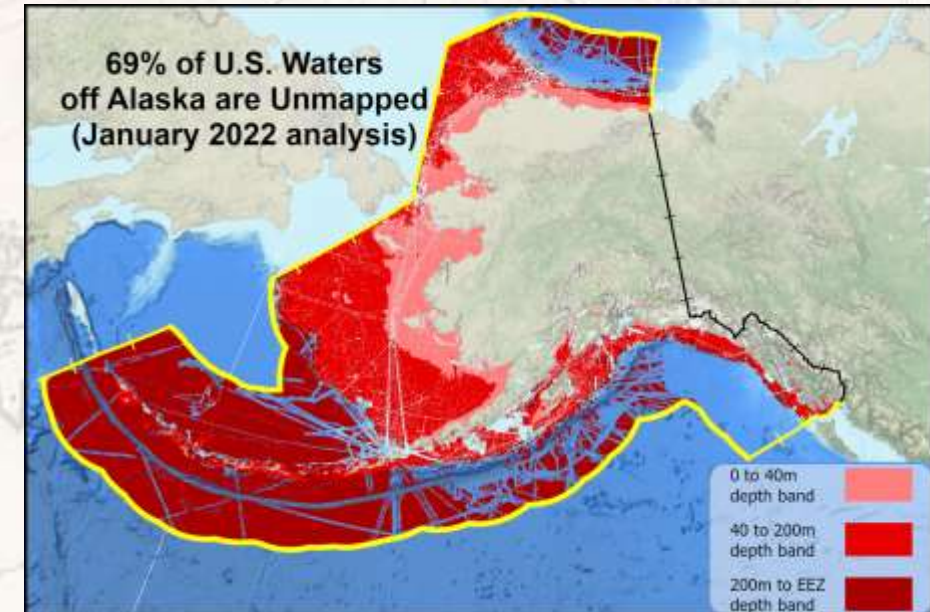 69% of U.S. Waters
off Alaska are Unmapped
(January 2022 analysis)
0 to 40m
depth band
40 to 200m
depth band
200m to EEZ
depth band